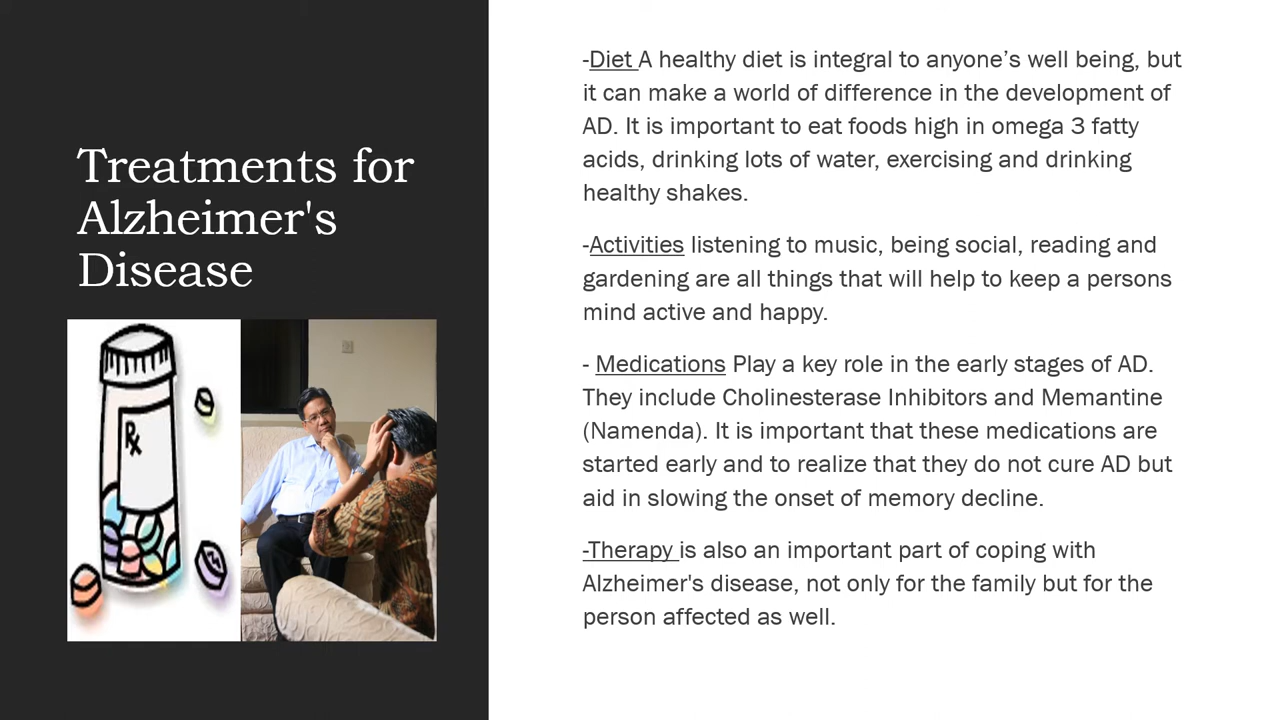 Treatments for
Alzheimer's
Disease
Rx
-Diet A healthy diet is integral to anyone’s well being, but
it can make a world of difference in the development of
AD. It is important to eat foods high in omega 3 fatty
acids, drinking lots of water, exercising and drinking
healthy shakes.
-Activities listening to music, being social, reading and
gardening are all things that will help to keep a persons
mind active and happy.
- Medications Play a key role in the early stages of AD.
They include Cholinesterase Inhibitors and Memantine
(Namenda). It is important that these medications are
started early and to realize that they do not cure AD but
aid in slowing the onset of memory decline.
-Therapy is also an important part of coping with
Alzheimer's disease, not only for the family but for the
person affected as well.